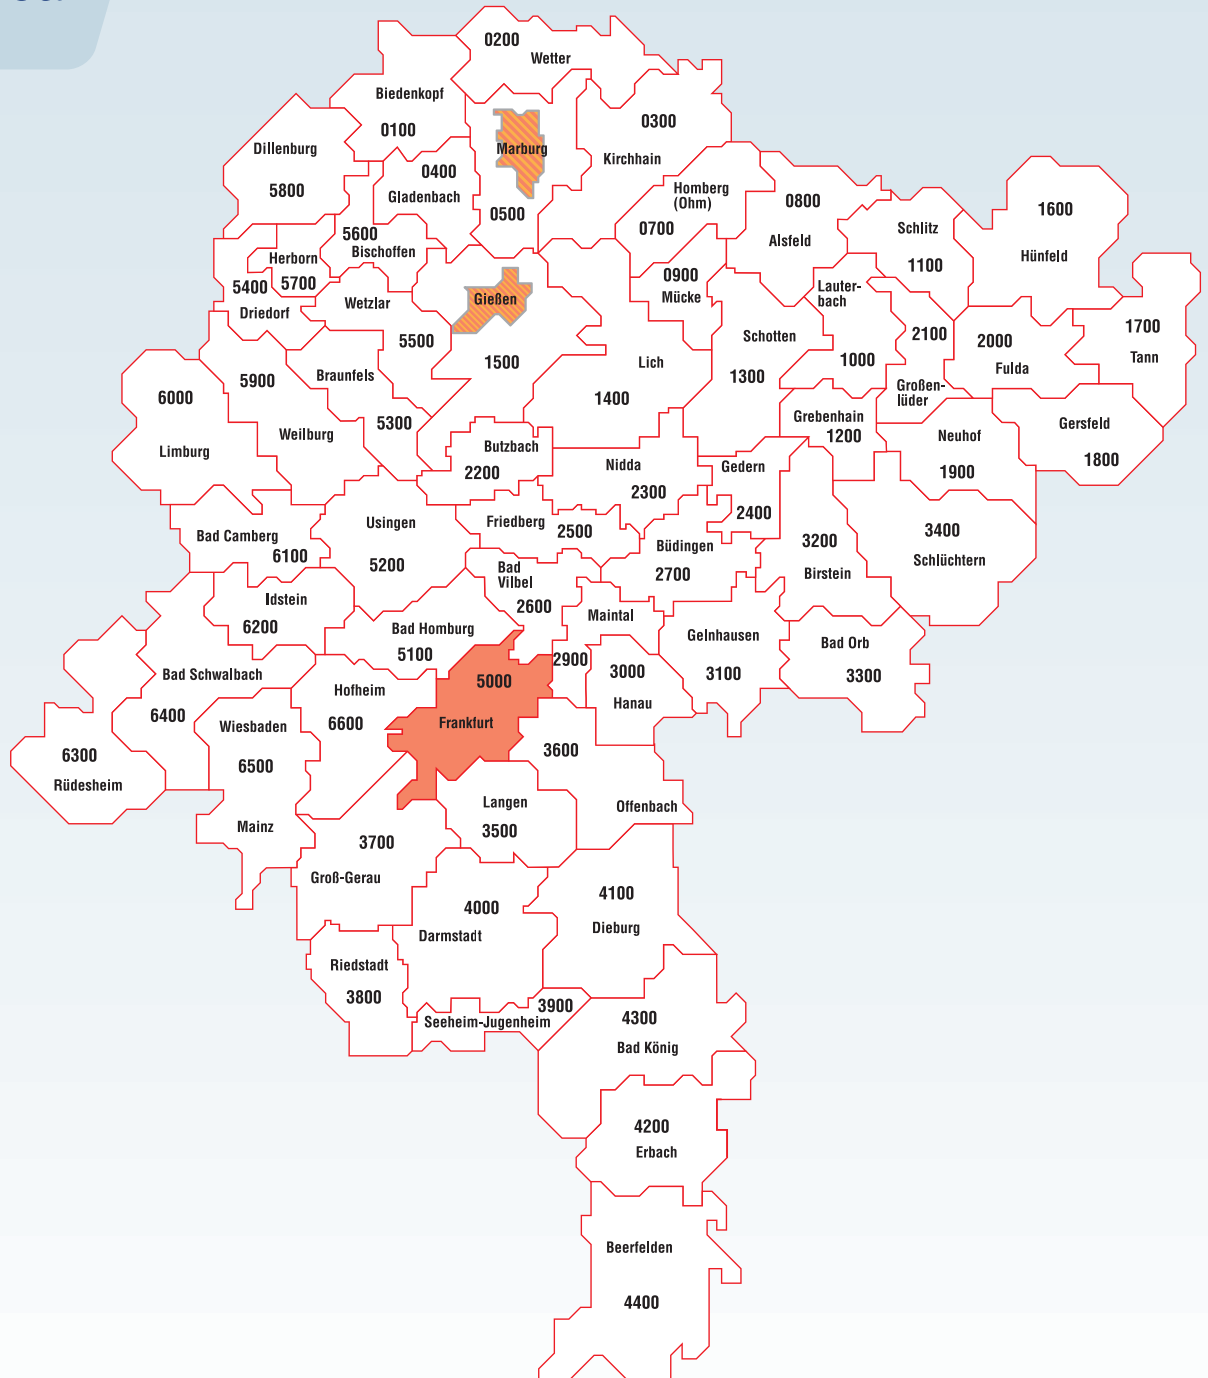 0200
Wetter
Biedenkopf
0100
0300
Kirchhain
Marburg
Dillenburg
5800
0400
Gladenbach
0500
Homberg
(Ohm)
0700
0800
Alsfeld
Schlitz
1100
1600
Hünfeld
5600
Bischoffen
Herborn
5700
5400
Driedorf
Wetzlar
5500
Gießen
1500
0900
Mücke
Lauter-
bach
1000
2100
Großen-
lüder
2000
Fulda
1700
Tann
Schotten
1300
Lich
1400
Braunfels
5300
5900
Weilburg
6000
Limburg
Butzbach
2200
Nidda
2300
Gedern
2400
Grebenhain
1200
Neuhof
1900
Gersfeld
1800
Usingen
5200
Friedberg
2500
Büdingen
2700
3200
Birstein
3400
Schlüchtern
Bad Camberg
6100
Idstein
6200
Bad
Vilbel
2600
Maintal
2900
Bad Homburg
5100
Gelnhausen
3100
Bad Orb
3300
3000
Hanau
5000
Frankfurt
Hofheim
6600
Bad Schwalbach
6400
Wiesbaden
6500
Mainz
6300
Rüdesheim
3600
Offenbach
Langen
3500
3700
Groß-Gerau
4000
Darmstadt
4100
Dieburg
Riedstadt
3800
3900
Seeheim-Jugenheim
4300
Bad König
4200
Erbach
Beerfelden
4400